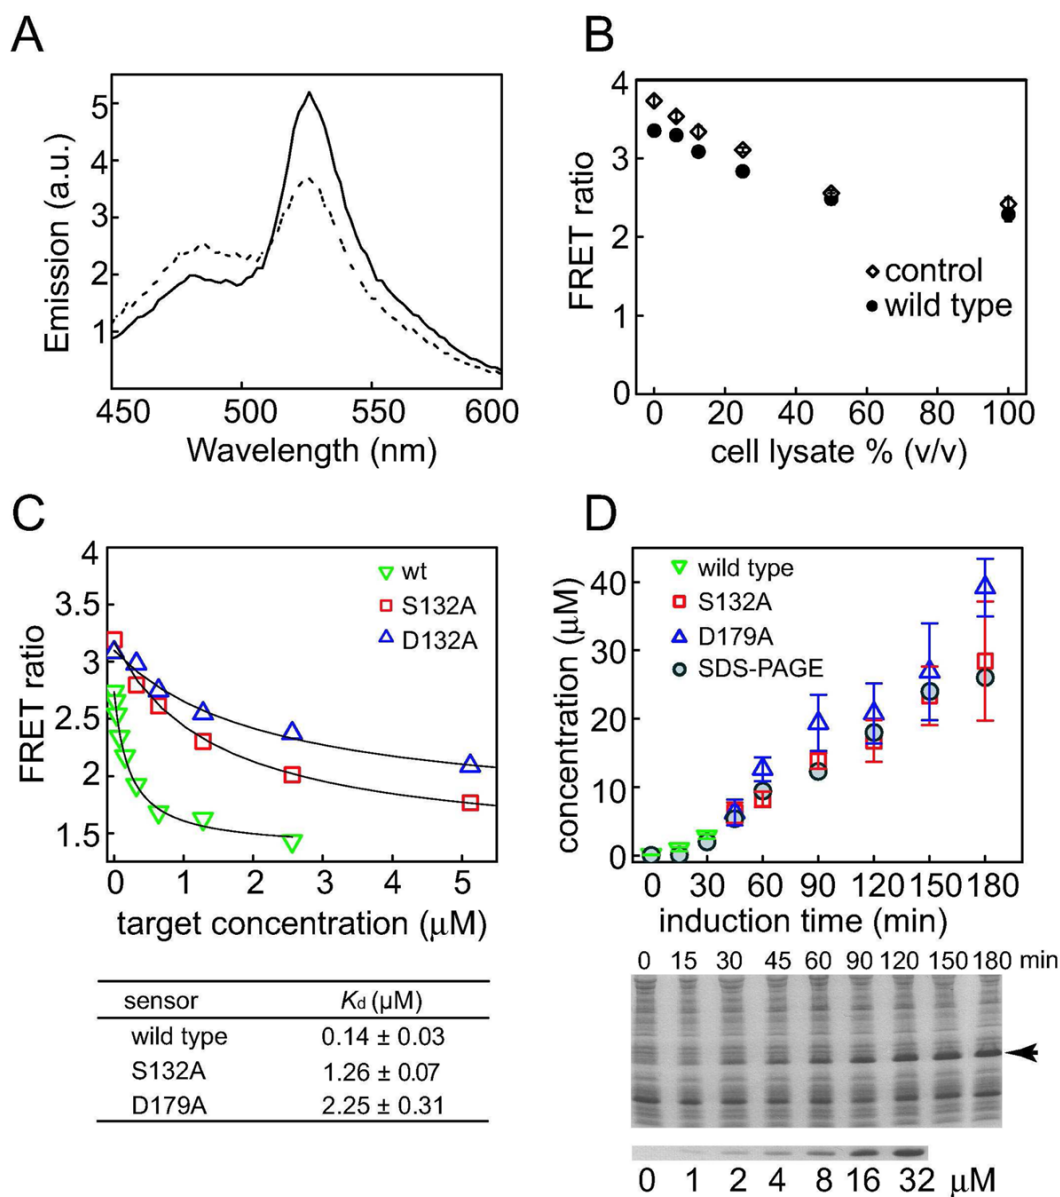 A
Emission (a.u.)
5
4
3
2
1
450 500 550 600
Wavelength (nm)
B
FRET ratio
4
3
2
1
0
control
wild type
0 20 40 60 80 100
cell lysate % (v/v)
C
FRET ratio
4
3.5
3
2.5
2
1.5
wt
S132A
D132A
0 1 2 3 4 5
target concentration (μM)
sensor Kd (μM)
wild type 0.14 ± 0.03
S132A 1.26 ± 0.07
D179A 2.25 ± 0.31
D
concentration (μM)
40
30
20
10
0
wild type
S132A
D179A
SDS-PAGE
0 30 60 90 120 150 180
induction time (min)
0 15 30 45 60 90 120 150 180 min
0 1 2 4 8 16 32 μM